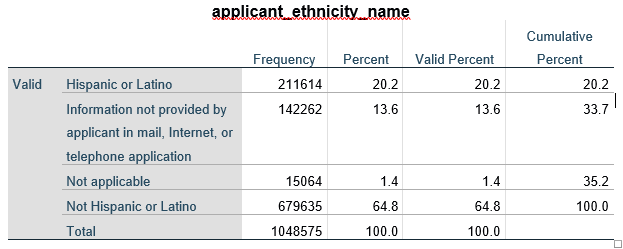 applicant_ethnicity_name
Cumulative
Frequency Percent Valid Percent Percent
Valid Hispanic or Latino 211614 20.2 20.2 20.2
Information not provided by 142262 13.6 13.6 33.7
applicant in mail, Internet, or
telephone application
Not applicable 15064 1.4 1.4 35.2
Not Hispanic or Latino 679635 64.8 64.8 100.0
Total 1048575 100.0 100.0